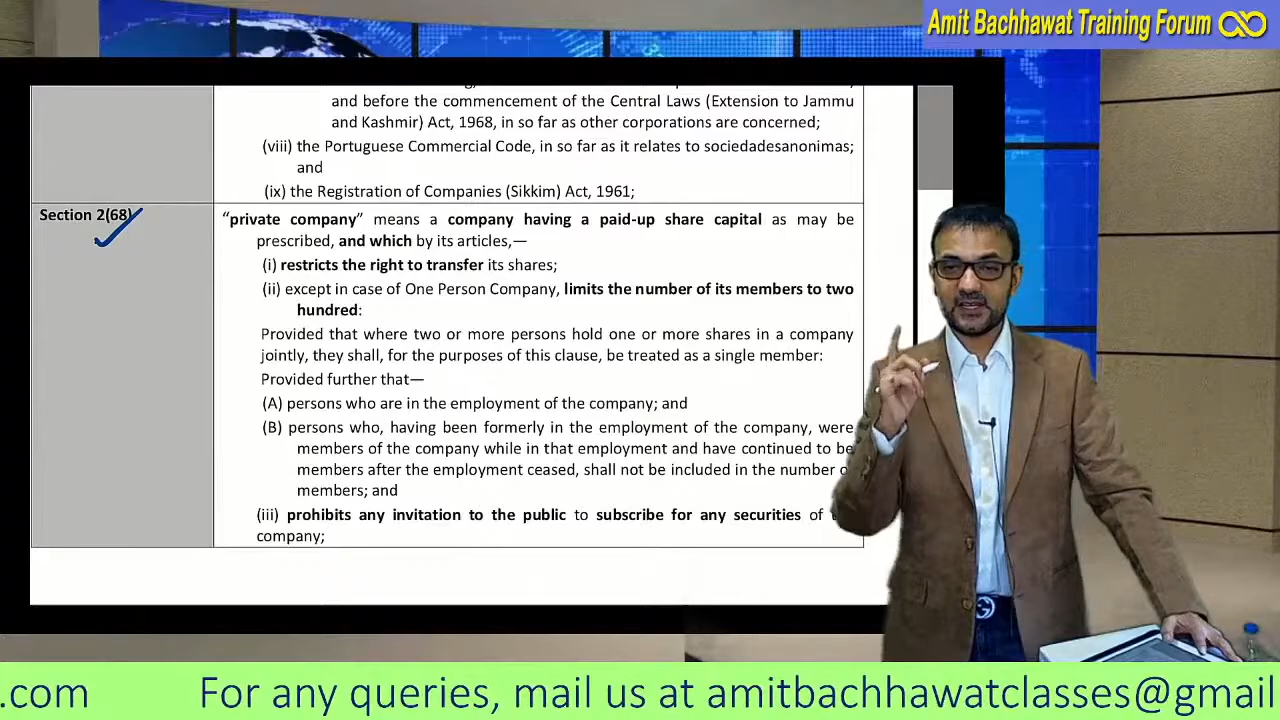 Amit Bachhawat Training Forum
and before the commencement of the Central Laws (Extension to Jammu
and Kashmir) Act, 1968, in so far as other corporations are concerned;
(viii) the Portuguese Commercial Code, in so far as it relates to sociedadesanonimas;
and
(ix) the Registration of Companies (Sikkim) Act, 1961;
Section 2(68)
“private company” means a company having a paid-up share capital as may be
prescribed, and which by its articles,—
(i) restricts the right to transfer its shares;
(ii) except in case of One Person Company, limits the number of its members to two
hundred:
Provided that where two or more persons hold one or more shares in a company
jointly, they shall, for the purposes of this clause, be treated as a single member:
Provided further that—
(A) persons who are in the employment of the company; and
(B) persons who, having been formerly in the employment of the company, were
members of the company while in that employment and have continued to be
members after the employment ceased, shall not be included in the number
members; and
(iii) prohibits any invitation to the public to subscribe for any securities of
company;
.com For any queries, mail us at amitbachhawatclasses@gmail